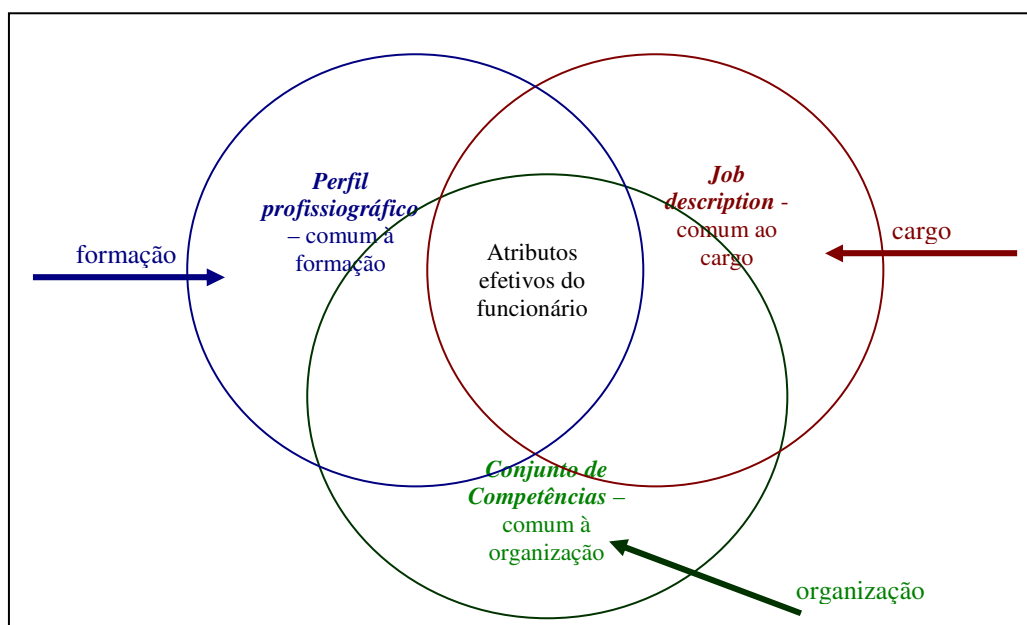 formação
Perfil
profissiográfico
– comum à
formação
Atributos
efetivos do
funcionário
Job
description -
comum ao
cargo
cargo
Conjunto de
Competências –
comum à
organização
organização